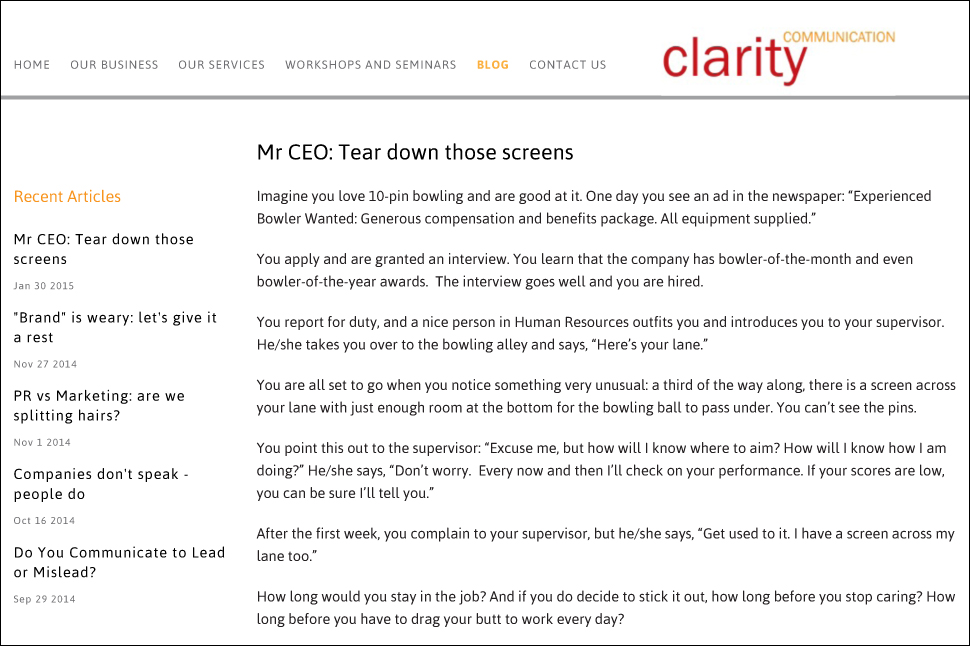 HOME OUR BUSINESS OUR SERVICES WORKSHOPS AND SEMINARS BLOG CONTACT US
clarity COMMUNICATION
Recent Articles
Mr CEO: Tear down those
screens
Jan 30 2015
"Brand" is weary: let's give it
a rest
Nov 27 2014
PR vs Marketing: are we
splitting hairs?
Nov 1 2014
Companies don't speak -
people do
Oct 16 2014
Do You Communicate to Lead
or Mislead?
Sep 29 2014
Mr CEO: Tear down those screens
Imagine you love 10-pin bowling and are good at it. One day you see an ad in the newspaper: “Experienced
Bowler Wanted: Generous compensation and benefits package. All equipment supplied.”
You apply and are granted an interview. You learn that the company has bowler-of-the-month and even
bowler-of-the-year awards.  The interview goes well and you are hired.
You report for duty, and a nice person in Human Resources outfits you and introduces you to your supervisor.
He/she takes you over to the bowling alley and says, “Here’s your lane.”
You are all set to go when you notice something very unusual: a third of the way along, there is a screen across
your lane with just enough room at the bottom for the bowling ball to pass under. You can’t see the pins.
You point this out to the supervisor: “Excuse me, but how will I know where to aim? How will I know how I am
doing?” He/she says, “Don’t worry.  Every now and then I’ll check on your performance. If your scores are low,
you can be sure I’ll tell you.”
After the first week, you complain to your supervisor, but he/she says, “Get used to it. I have a screen across my
lane too.”
How long would you stay in the job? And if you do decide to stick it out, how long before you stop caring? How
long before you have to drag your butt to work every day?